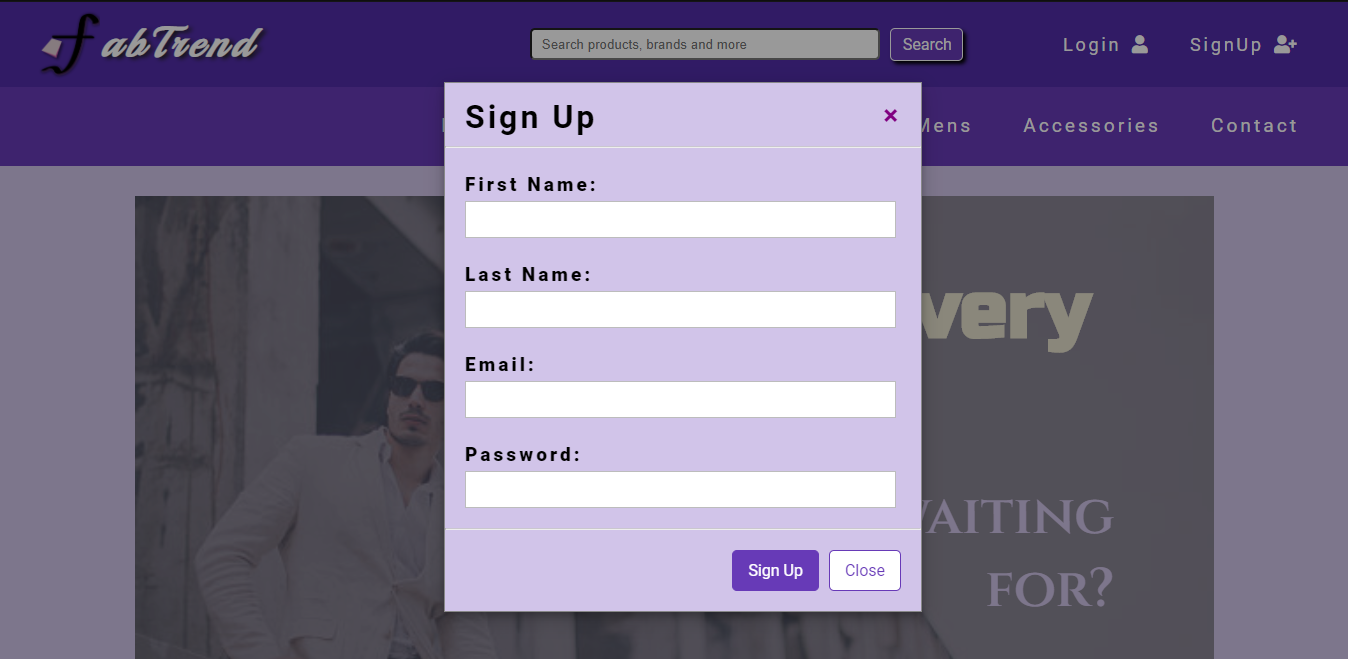 fabTrend
Search products, brands and more
Search
Login
SignUp
Mens
Accessories
Contact
Sign Up
×
First Name:
Last Name:
Email:
Password:
Sign Up
Close
very
AITING
FOR?